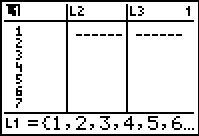 L1 L2 L3 1
1 ------ ------
2
3
4
5
6
7
L1 ={1,2,3,4,5,6…